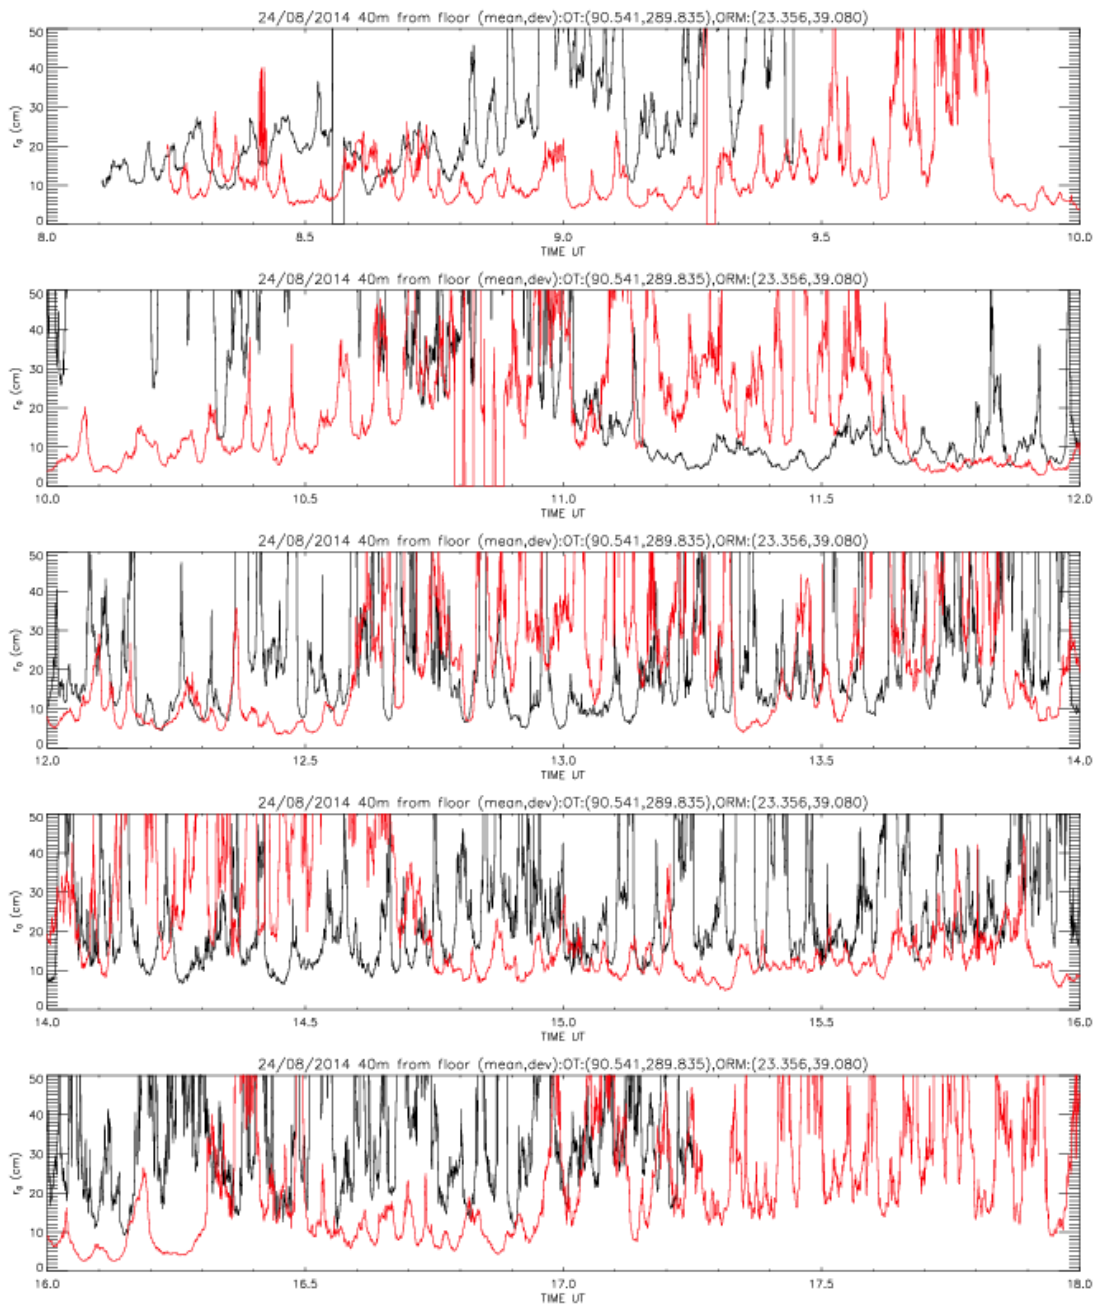 24/08/2014 40m from floor (mean,dev):OT:(90.541,289.835),ORM:(23.356,39.080)
50
40
30
20
10
0
r₀ (cm)
8.0 8.5 9.0 9.5 10.0
TIME UT
24/08/2014 40m from floor (mean,dev):OT:(90.541,289.835),ORM:(23.356,39.080)
50
40
30
20
10
0
r₀ (cm)
10.0 10.5 11.0 11.5 12.0
TIME UT
24/08/2014 40m from floor (mean,dev):OT:(90.541,289.835),ORM:(23.356,39.080)
50
40
30
20
10
0
r₀ (cm)
12.0 12.5 13.0 13.5 14.0
TIME UT
24/08/2014 40m from floor (mean,dev):OT:(90.541,289.835),ORM:(23.356,39.080)
50
40
30
20
10
0
r₀ (cm)
14.0 14.5 15.0 15.5 16.0
TIME UT
24/08/2014 40m from floor (mean,dev):OT:(90.541,289.835),ORM:(23.356,39.080)
50
40
30
20
10
0
r₀ (cm)
16.0 16.5 17.0 17.5 18.0
TIME UT